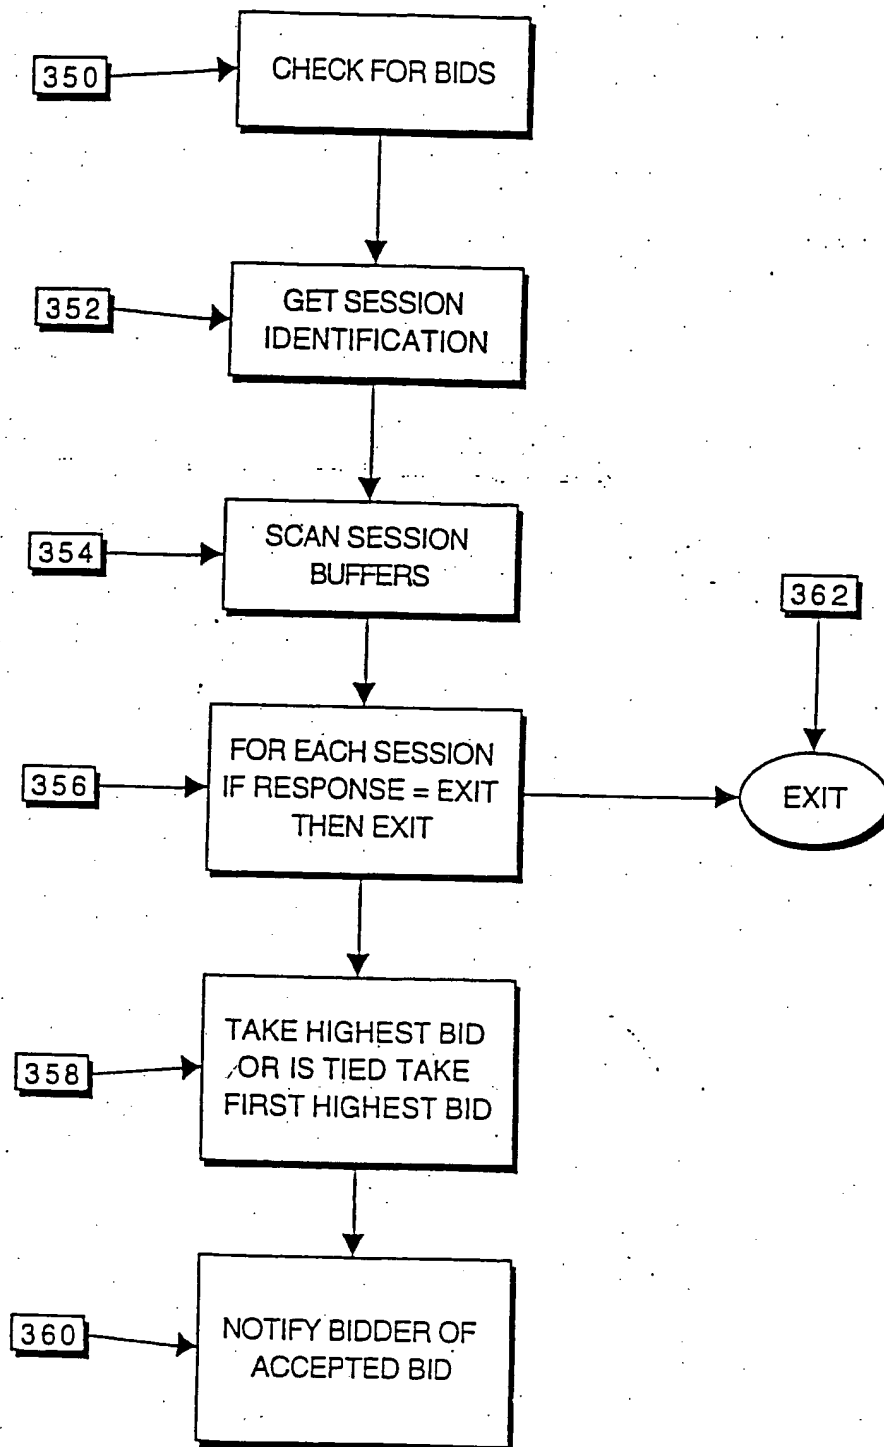 350
CHECK FOR BIDS
352
GET SESSION
IDENTIFICATION
354
SCAN SESSION
BUFFERS
362
356
FOR EACH SESSION
IF RESPONSE = EXIT
THEN EXIT
EXIT
358
TAKE HIGHEST BID
OR IS TIED TAKE
FIRST HIGHEST BID
360
NOTIFY BIDDER OF
ACCEPTED BID